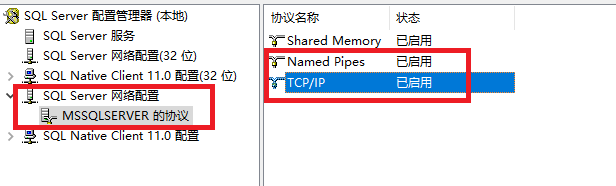 SQL Server 配置管理器 (本地)
SQL Server 服务
SQL Server 网络配置(32 位)
SQL Native Client 11.0 配置(32 位)
SQL Server 网络配置
MSSQLSERVER 的协议
SQL Native Client 11.0 配置
协议名称 状态
Shared Memory 已启用
Named Pipes 已启用
TCP/IP 已启用